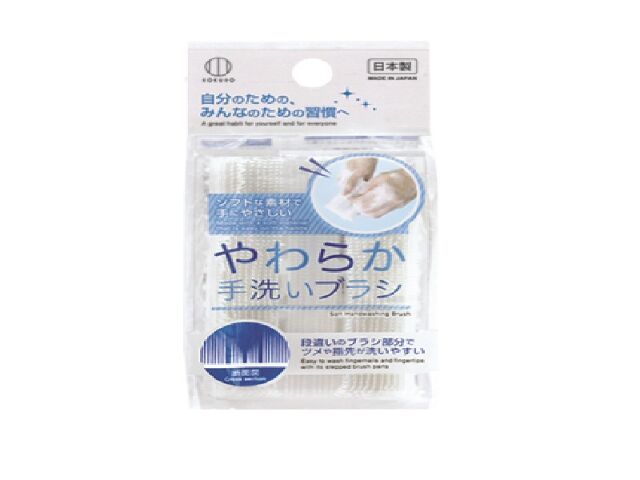 KOKUBO
日本製
MADE IN JAPAN
自分のための、
みんなのための習慣へ
A great habit for yourself and for everyone
ソフトな素材で
手にやさしい
やわらか
手洗いブラシ
Soft Handwashing Brush
段違いのブラシ部分で
ツメや指先が洗いやすい
Easy to wash fingernails and fingertips
with its stepped brush parts
断面図
Cross section